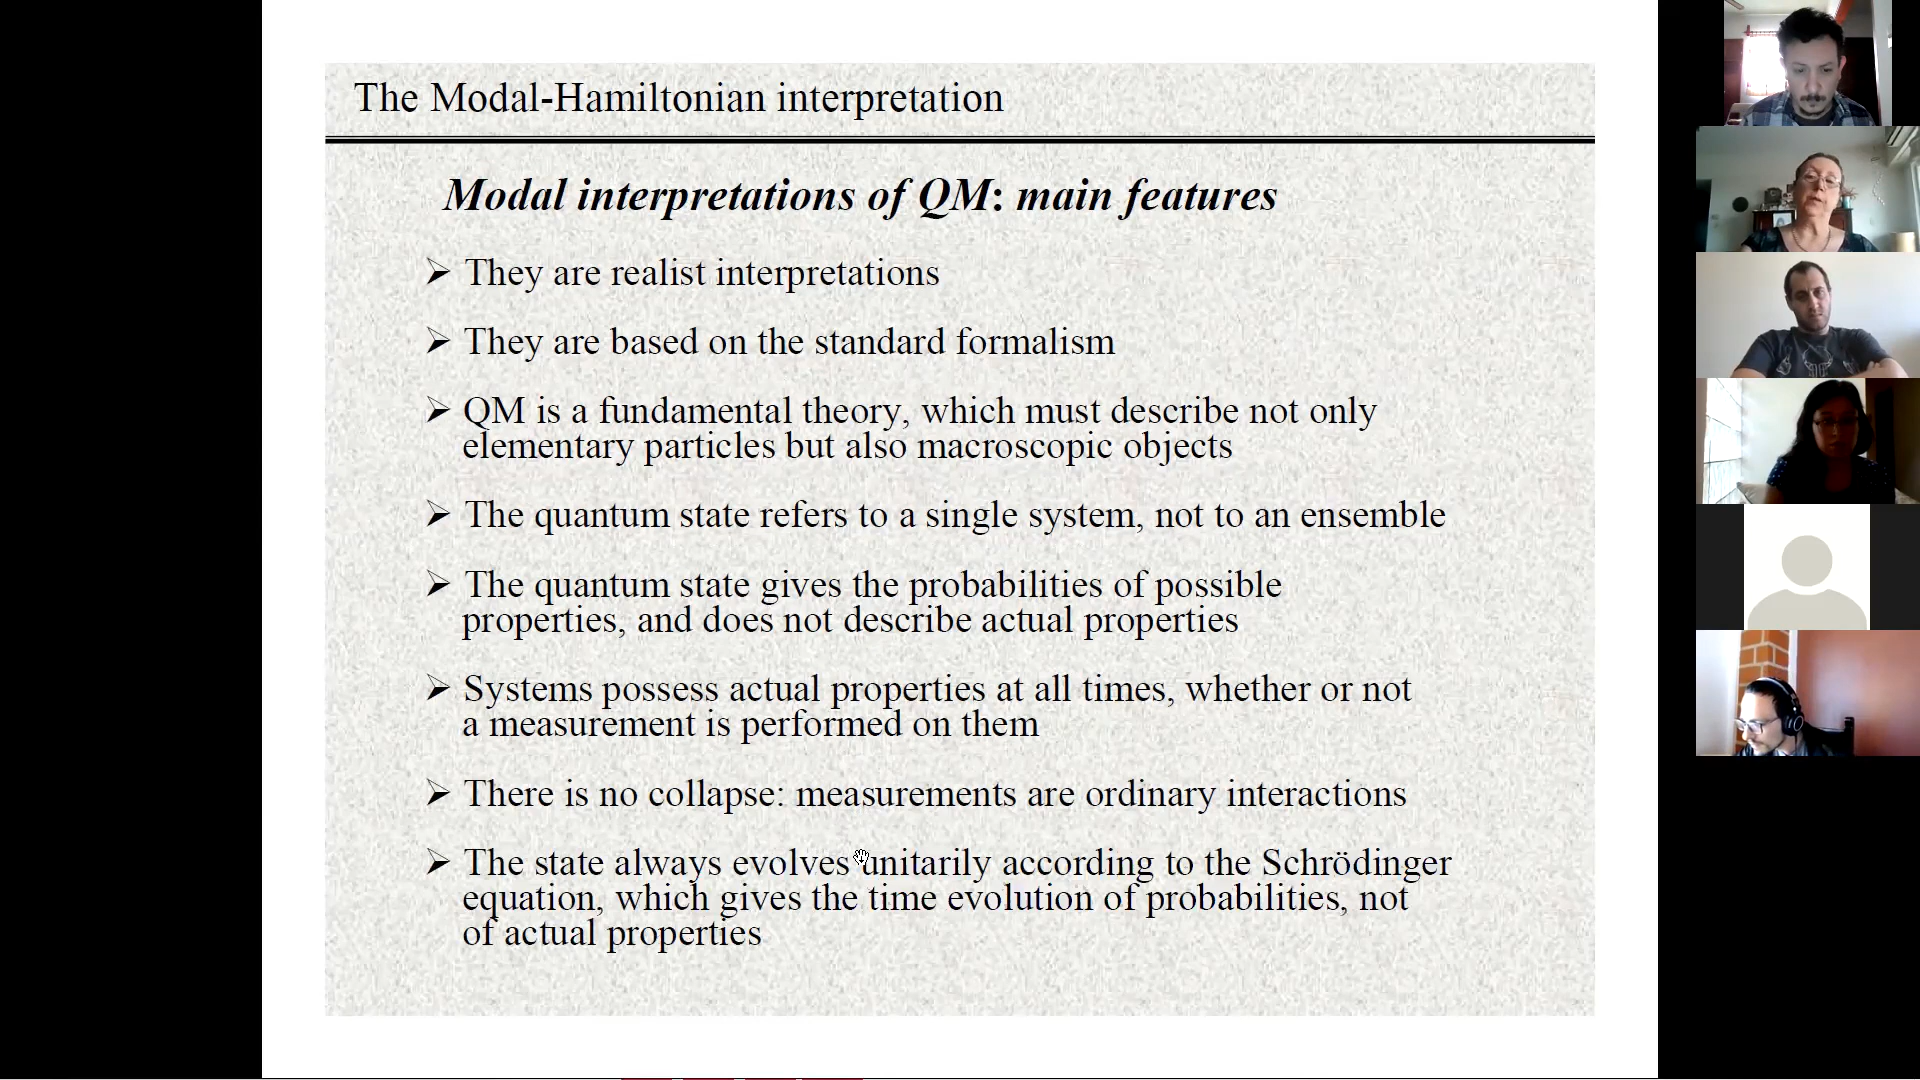 The Modal-Hamiltonian interpretation
Modal interpretations of QM: main features
➢ They are realist interpretations
➢ They are based on the standard formalism
➢ QM is a fundamental theory, which must describe not only
elementary particles but also macroscopic objects
➢ The quantum state refers to a single system, not to an ensemble
➢ The quantum state gives the probabilities of possible
properties, and does not describe actual properties
➢ Systems possess actual properties at all times, whether or not
a measurement is performed on them
➢ There is no collapse: measurements are ordinary interactions
➢ The state always evolves unitarily according to the Schrödinger
equation, which gives the time evolution of probabilities, not
of actual properties